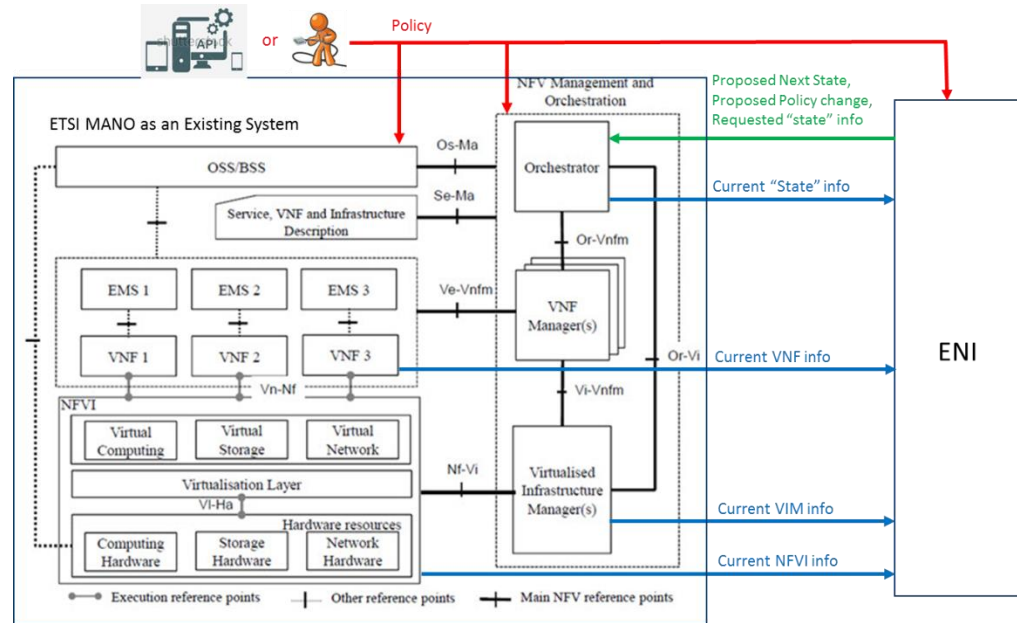 shutterstock
API
or
Policy
NFV Management and
Orchestration
Proposed Next State,
Proposed Policy change,
Requested “state” info
ETSI MANO as an Existing System
OSS/BSS
Os-Ma
Orchestrator
Current “State” info
Se-Ma
Service, VNF and Infrastructure
Description
Or-Vnfm
EMS 1
EMS 2
EMS 3
Ve-Vnfm
VNF
Manager(s)
VNF 1
VNF 2
VNF 3
Or-Vi
Current VNF info
ENI
Vn-Nf
Vi-Vnfm
NFVI
Virtual
Computing
Virtual
Storage
Virtual
Network
Nf-Vi
Virtualisation Layer
Virtualised
Infrastructure
Manager(s)
Vl-Ha
Current VIM info
Hardware resources
Computing
Hardware
Storage
Hardware
Network
Hardware
Current NFVI info
Execution reference points
Other reference points
Main NFV reference points